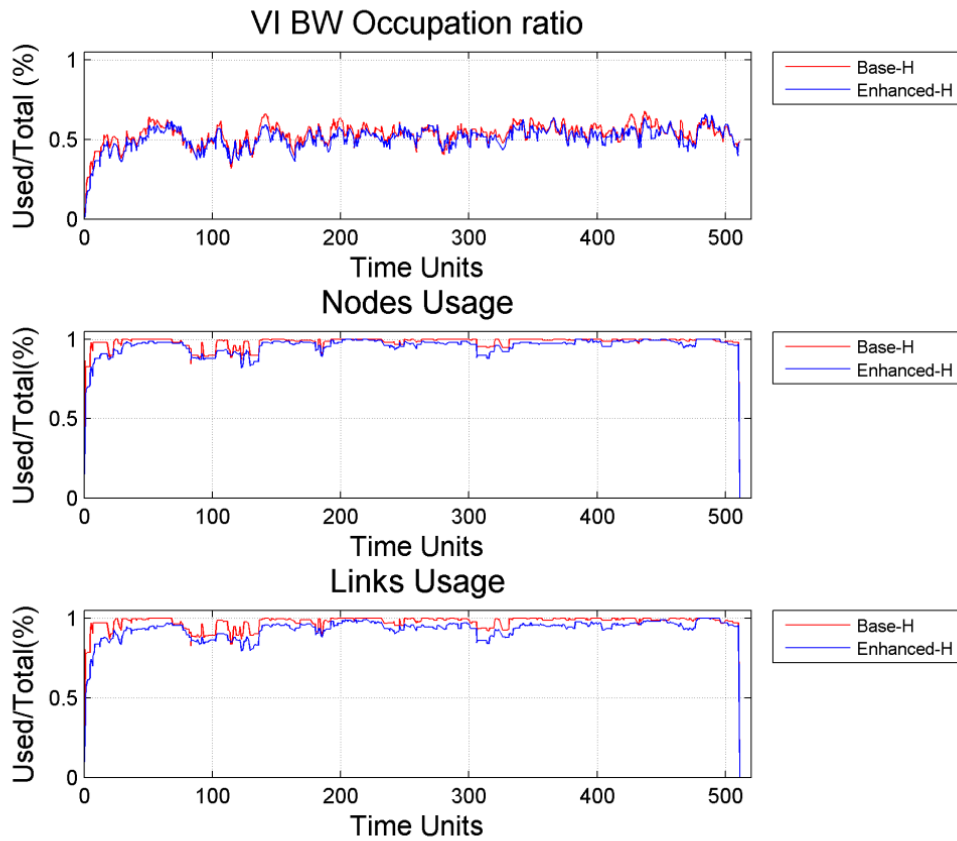 VI BW Occupation ratio
Used/Total (%)
1
0.5
0
0 100 200 300 400 500
Time Units
Base-H
Enhanced-H
Nodes Usage
Used/Total(%)
1
0.5
0
0 100 200 300 400 500
Time Units
Base-H
Enhanced-H
Links Usage
Used/Total(%)
1
0.5
0
0 100 200 300 400 500
Time Units
Base-H
Enhanced-H